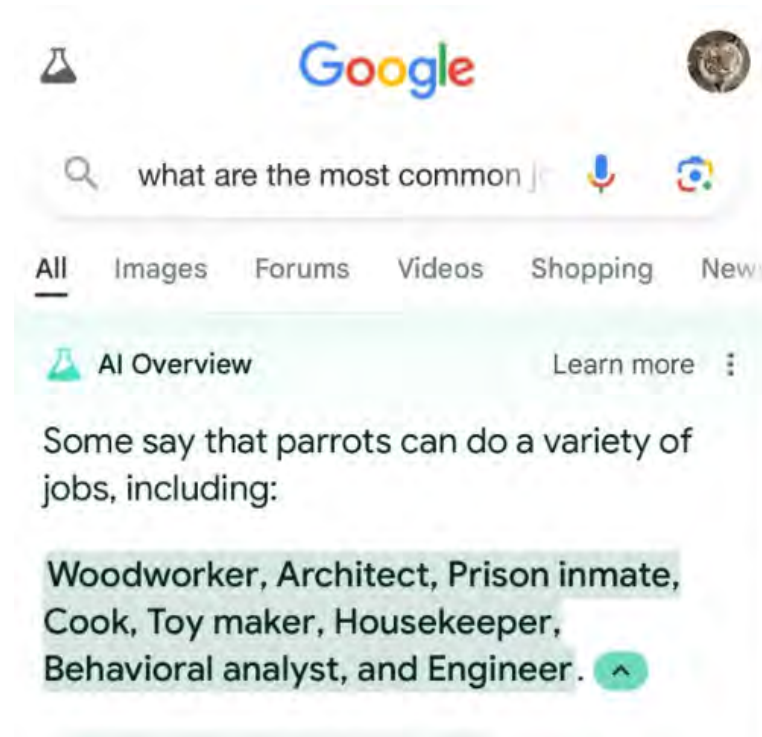 Google
what are the most common
All Images Forums Videos Shopping
AI Overview Learn more
Some say that parrots can do a variety of
jobs, including:
Woodworker, Architect, Prison inmate,
Cook, Toy maker, Housekeeper,
Behavioral analyst, and Engineer.